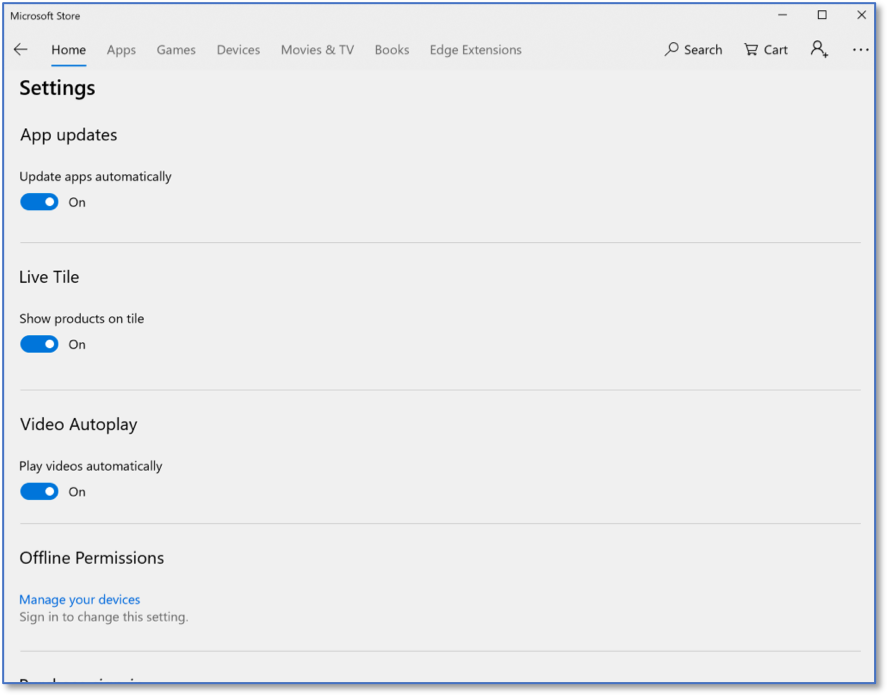 Microsoft Store
Home Apps Games Devices Movies & TV Books Edge Extensions Search Cart
Settings
App updates
Update apps automatically
On
Live Tile
Show products on tile
On
Video Autoplay
Play videos automatically
On
Offline Permissions
Manage your devices
Sign in to change this setting.